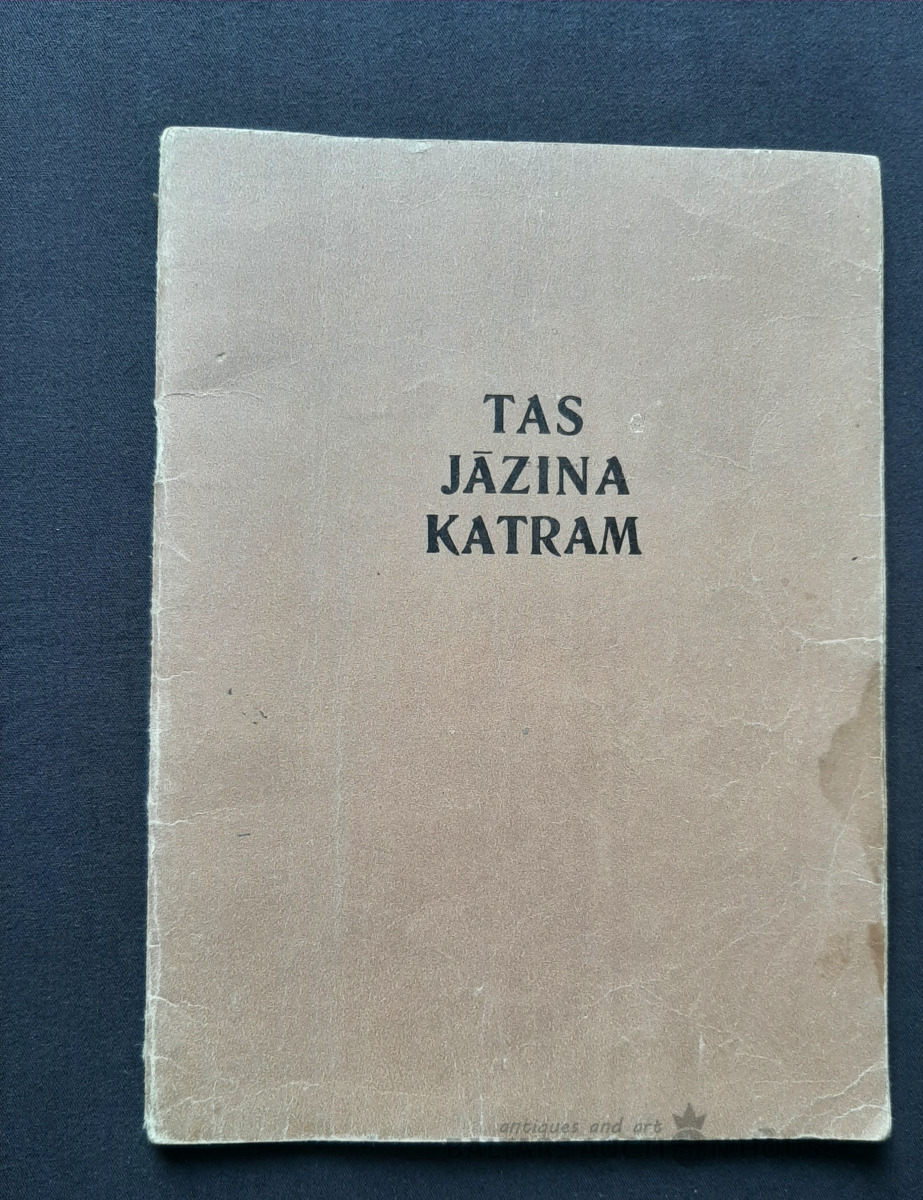 TAS
JĀZINA
KATRAM
antiques and art